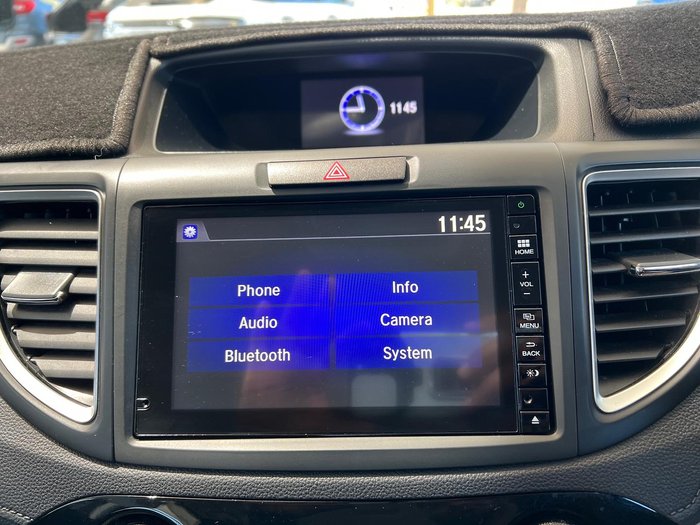 1145
11:45
Phone
Info
Audio
Camera
Bluetooth
System
HOME
+
VOL
−
MENU
BACK